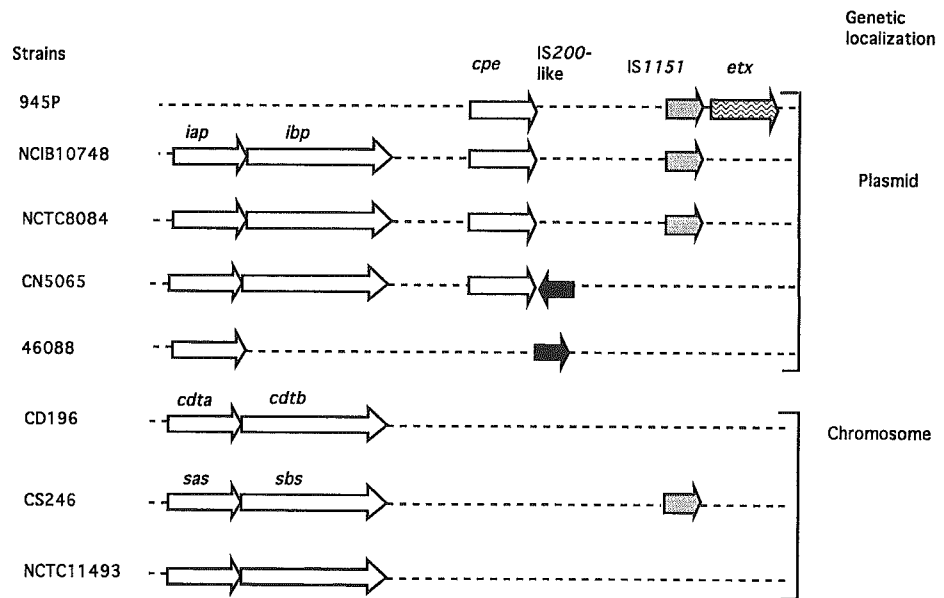 Genetic
localization
Strains
cpe
IS200-
like
IS1151
etx
945P
iap
ibp
NCIB10748
Plasmid
NCTC8084
CN5065
46088
cdta
cdtb
CD196
Chromosome
sas
sbs
CS246
NCTC11493